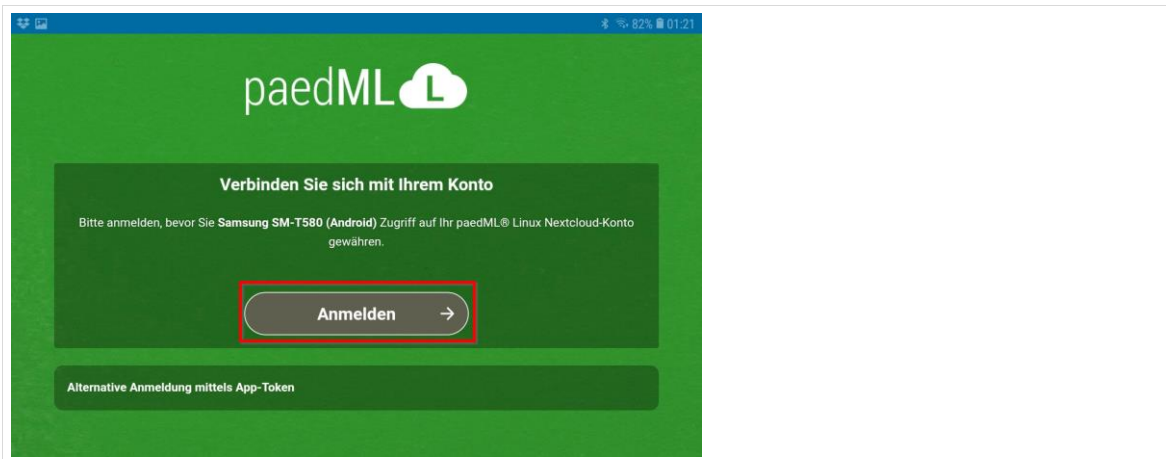 82% 01:21
paedML L
Verbinden Sie sich mit Ihrem Konto
Bitte anmelden, bevor Sie Samsung SM-T580 (Android) Zugriff auf Ihr paedML® Linux Nextcloud-Konto
gewähren.
Anmelden
Alternative Anmeldung mittels App-Token